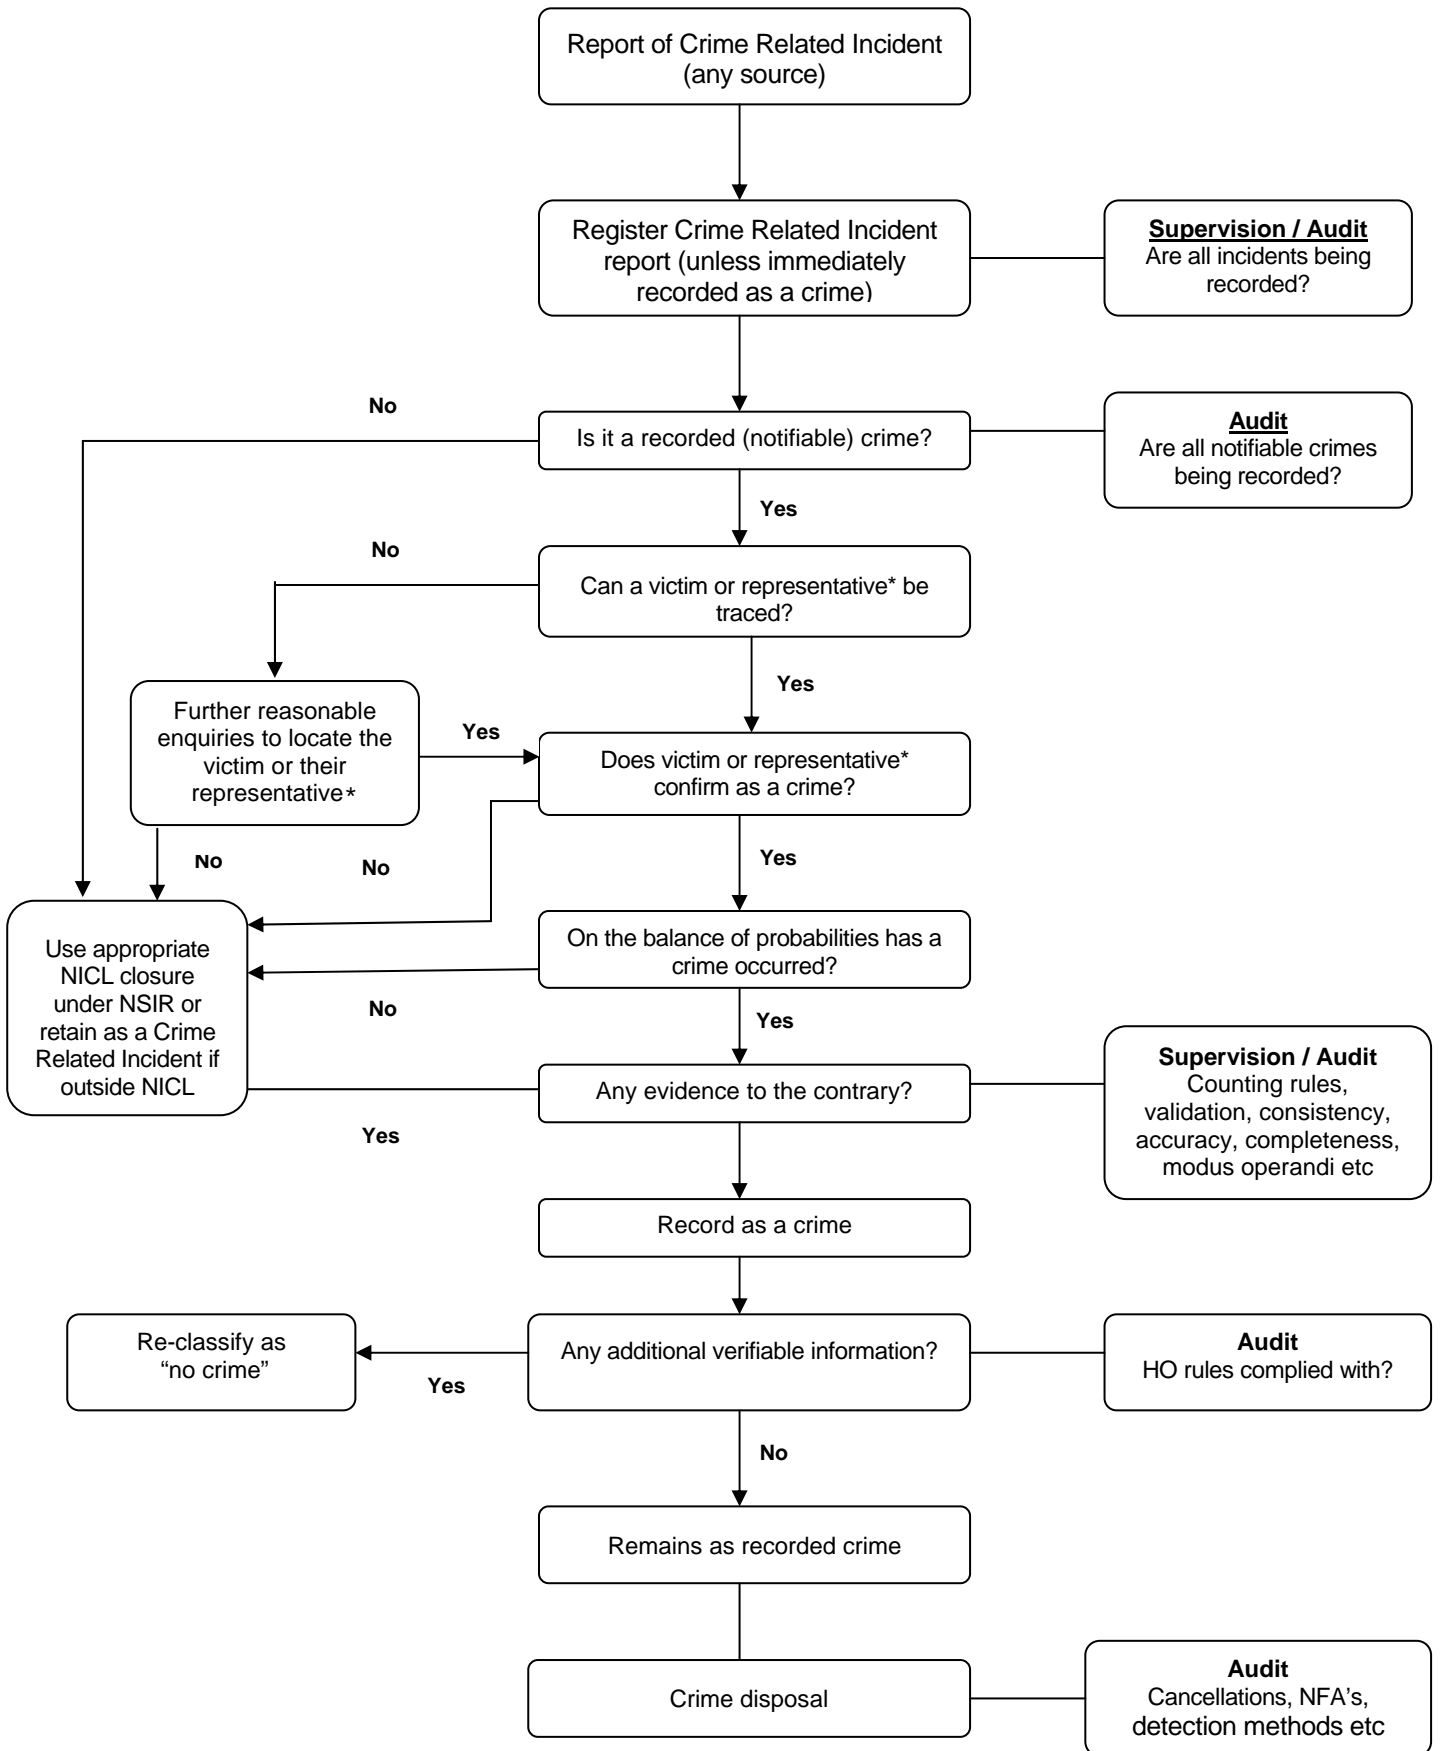 Report of Crime Related Incident
(any source)
Register Crime Related Incident
report (unless immediately
recorded as a crime)
Supervision / Audit
Are all incidents being
recorded?
No
Is it a recorded (notifiable) crime?
Audit
Are all notifiable crimes
being recorded?
Yes
No
Can a victim or representative* be
traced?
Yes
Further reasonable
enquiries to locate the
victim or their
representative*
Yes
Does victim or representative*
confirm as a crime?
No
No
Yes
Use appropriate
NICL closure
under NSIR or
retain as a Crime
Related Incident if
outside NICL
On the balance of probabilities has a
crime occurred?
No
Yes
Any evidence to the contrary?
Yes
Supervision / Audit
Counting rules,
validation, consistency,
accuracy, completeness,
modus operandi etc
Record as a crime
Re-classify as
“no crime”
Yes
Any additional verifiable information?
Audit
HO rules complied with?
No
Remains as recorded crime
Crime disposal
Audit
Cancellations, NFA's,
detection methods etc